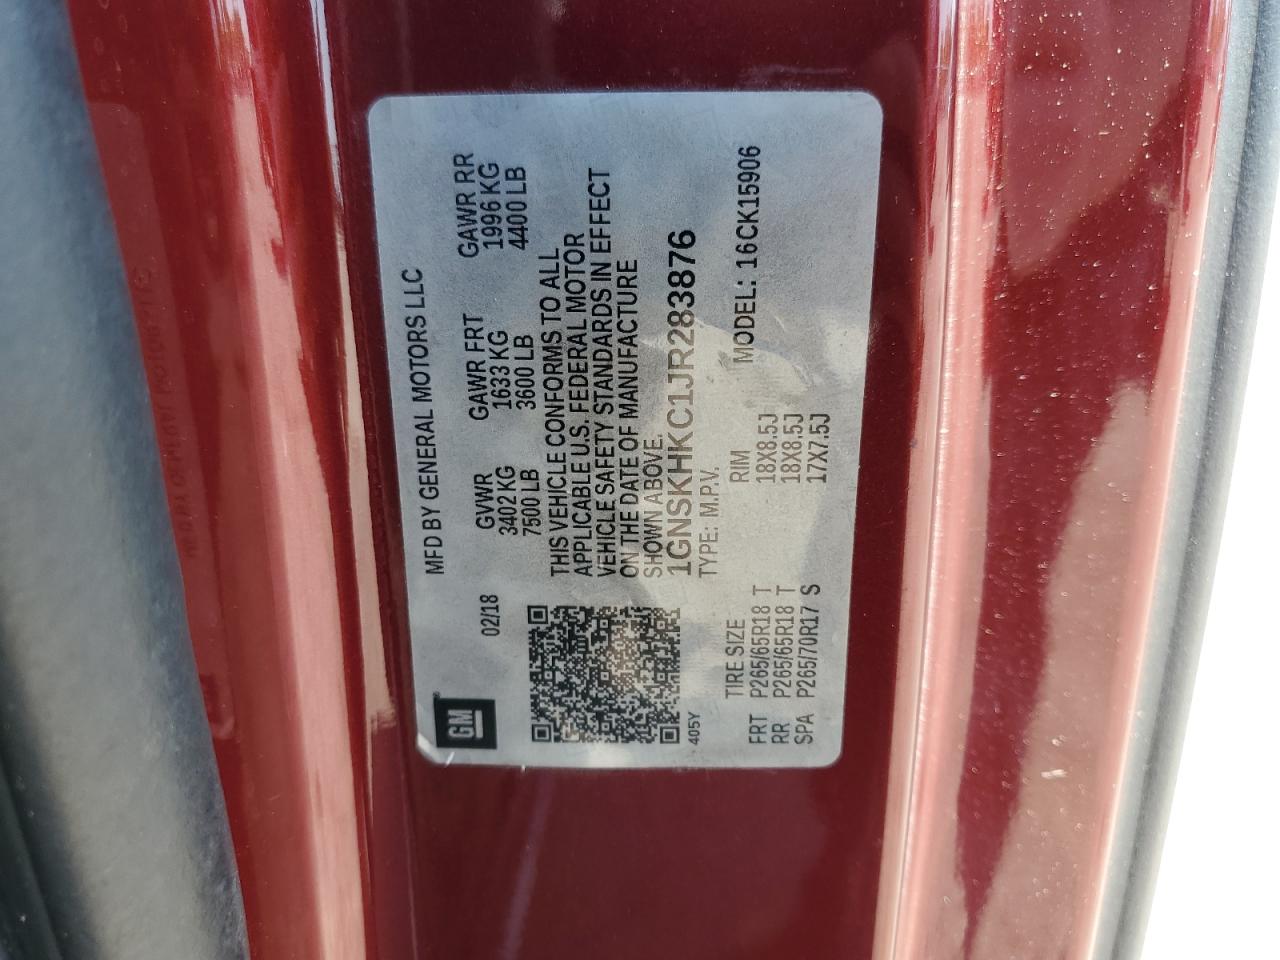 GM
MFD BY GENERAL MOTORS LLC
02/18 GVWR GAWR FRT GAWR RR
3402 KG 1633 KG 1996 KG
7500 LB 3600 LB 4400 LB
THIS VEHICLE CONFORMS TO ALL
APPLICABLE U.S. FEDERAL MOTOR
VEHICLE SAFETY STANDARDS IN EFFECT
ON THE DATE OF MANUFACTURE
SHOWN ABOVE.
1GNSKHKC1JR283876
405Y TYPE: M.P.V.
TIRE SIZE RIM MODEL: 16CK15906
FRT P265/65R18 T 18X8.5J
RR P265/65R18 T 18X8.5J
SPA P265/70R17 S 17X7.5J